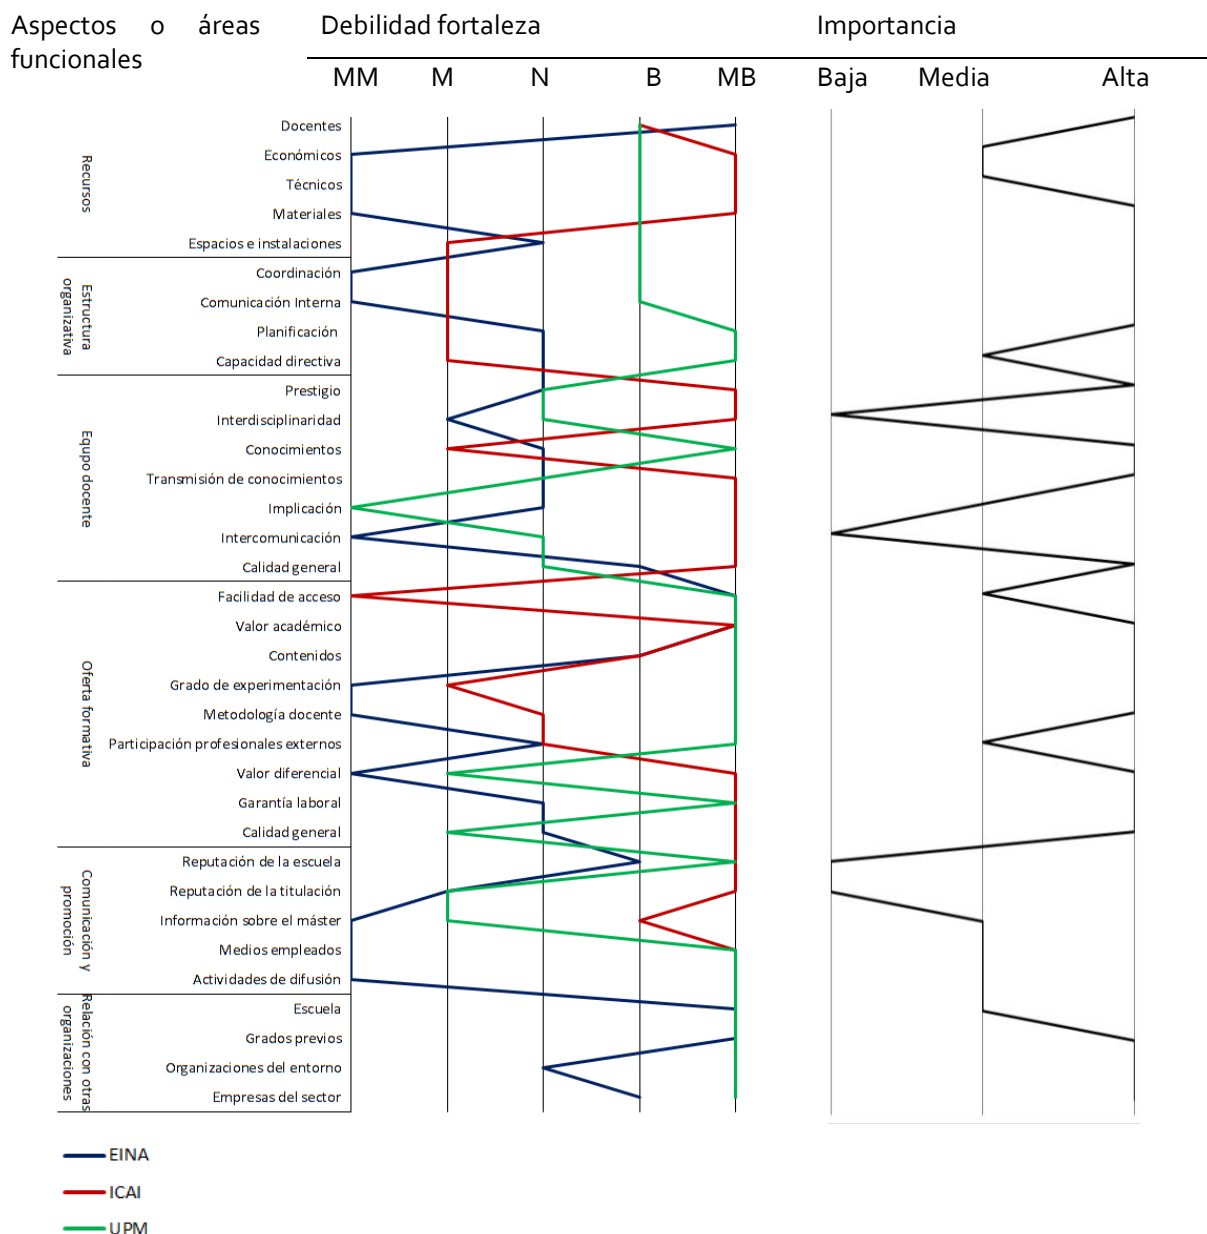 Aspectos o áreas
funcionales
Debilidad fortaleza
Importancia
MM M N B MB
Baja Media Alta
Recursos
Docentes
Económicos
Técnicos
Materiales
Espacios e instalaciones
Estructura
organizativa
Coordinación
Comunicación Interna
Planificación
Capacidad directiva
Equpo docente
Prestigio
Interdisciplinaridad
Conocimientos
Transmisión de conocimientos
Implicación
Intercomunicación
Calidad general
Oferta formativa
Facilidad de acceso
Valor académico
Contenidos
Grado de experimentación
Metodología docente
Participación profesionales externos
Valor diferencial
Garantía laboral
Calidad general
Comunicación y
promoción
Reputación de la escuela
Reputación de la titulación
Información sobre el máster
Medios empleados
Actividades de difusión
Relación con otras
organizaciones
Escuela
Grados previos
Organizaciones del entorno
Empresas del sector
EINA
ICAI
UPM